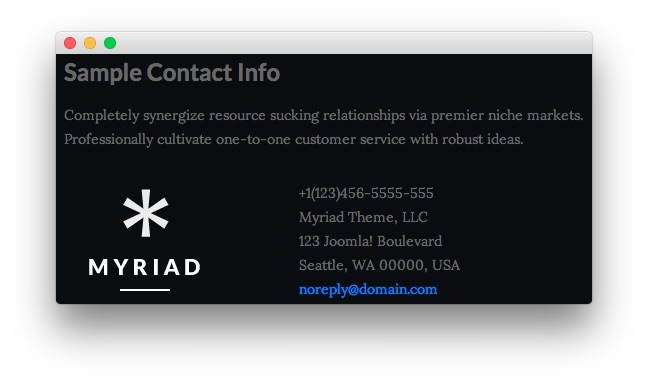 Sample Contact Info
Completely synergize resource sucking relationships via premier niche markets.
Professionally cultivate one-to-one customer service with robust ideas.
MYRIAD
+1(123)456-5555-555
Myriad Theme, LLC
123 Joomla! Boulevard
Seattle, WA 00000, USA
noreply@domain.com